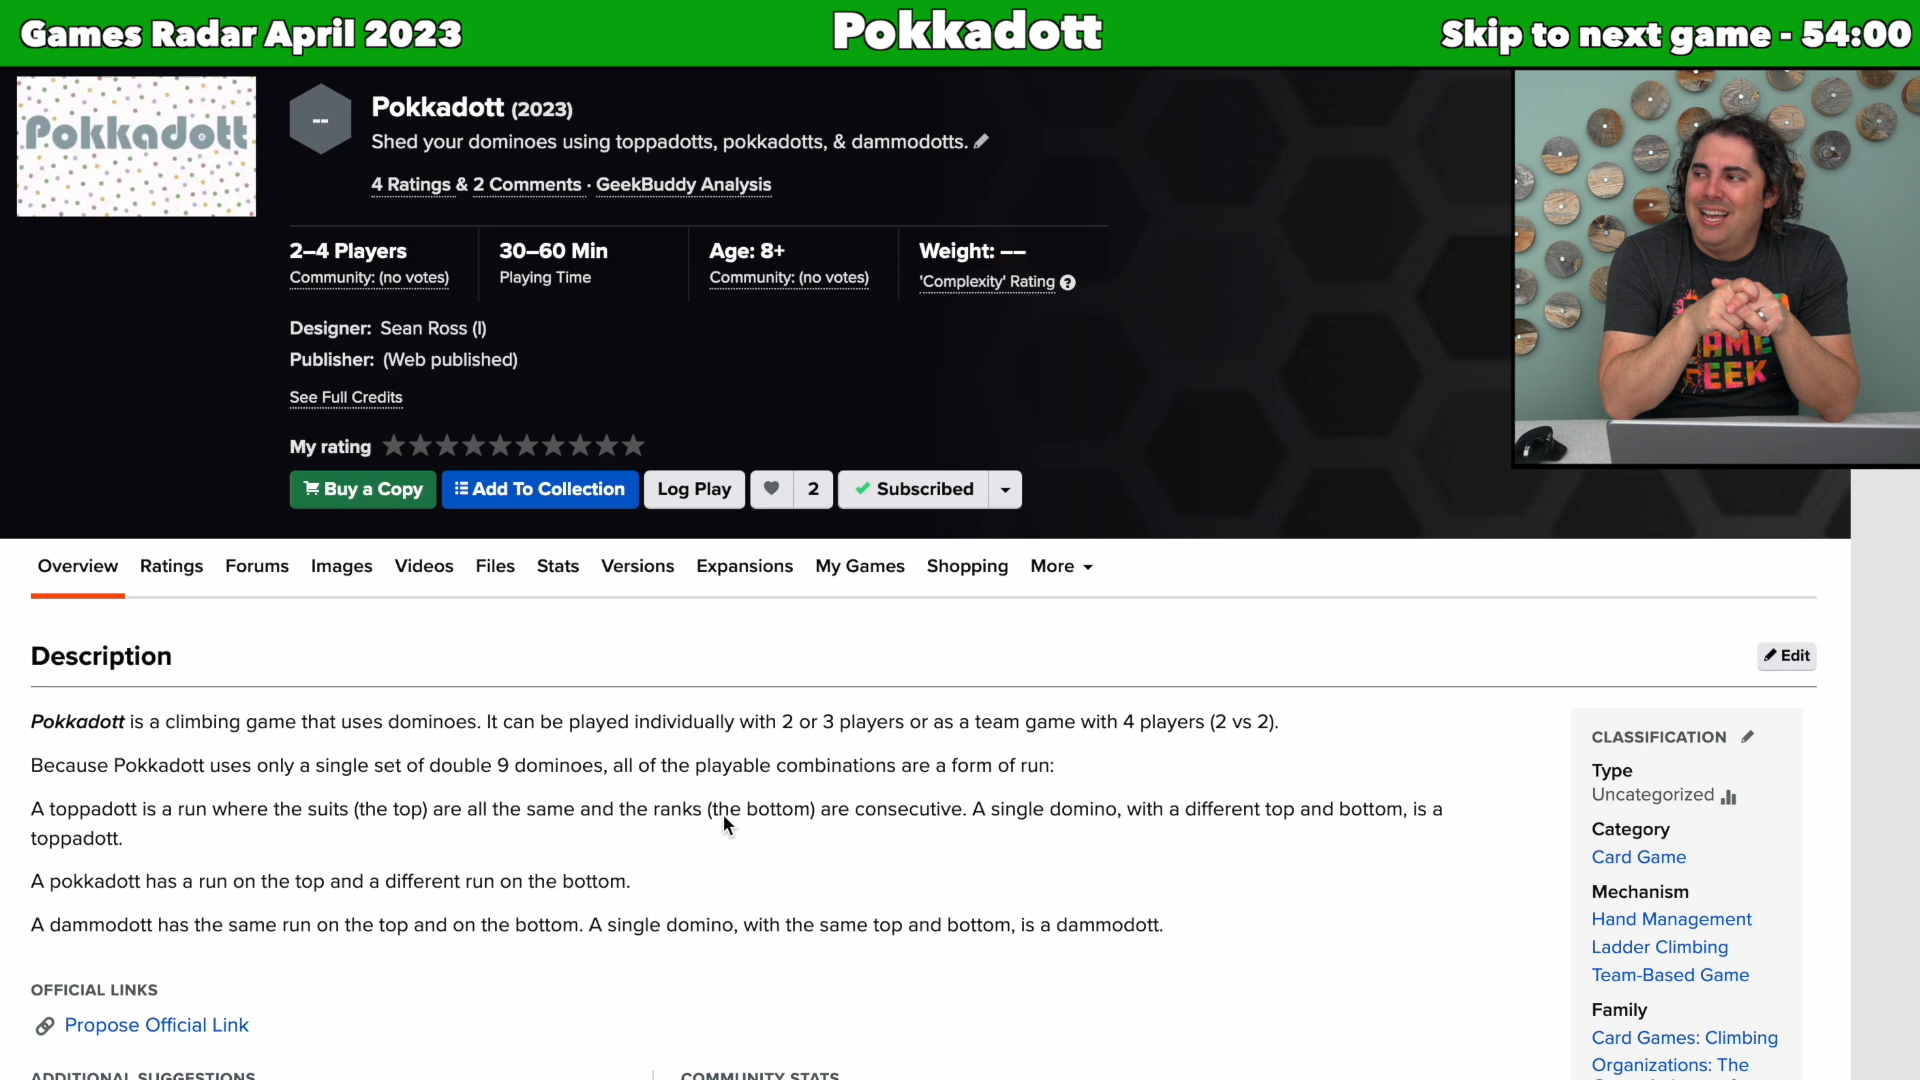 Games Radar April 2023
Pokkadott
Skip to next game - 54:00
Pokkadott
--
Pokkadott (2023)
Shed your dominoes using toppadotts, pokkadotts, & dammodotts.
4 Ratings & 2 Comments · GeekBuddy Analysis
2–4 Players
Community: (no votes)
30–60 Min
Playing Time
Age: 8+
Community: (no votes)
Weight: ––
'Complexity' Rating
Designer: Sean Ross (I)
Publisher: (Web published)
See Full Credits
My rating
Buy a Copy
Add To Collection
Log Play
2
Subscribed
GAME
GEEK
Overview
Ratings
Forums
Images
Videos
Files
Stats
Versions
Expansions
My Games
Shopping
More
Description
Edit
Pokkadott is a climbing game that uses dominoes. It can be played individually with 2 or 3 players or as a team game with 4 players (2 vs 2).
Because Pokkadott uses only a single set of double 9 dominoes, all of the playable combinations are a form of run:
A toppadott is a run where the suits (the top) are all the same and the ranks (the bottom) are consecutive. A single domino, with a different top and bottom, is a
toppadott.
A pokkadott has a run on the top and a different run on the bottom.
A dammodott has the same run on the top and on the bottom. A single domino, with the same top and bottom, is a dammodott.
OFFICIAL LINKS
Propose Official Link
ADDITIONAL SUGGESTIONS
COMMUNITY STATS
CLASSIFICATION
Type
Uncategorized
Category
Card Game
Mechanism
Hand Management
Ladder Climbing
Team-Based Game
Family
Card Games: Climbing
Organizations: The